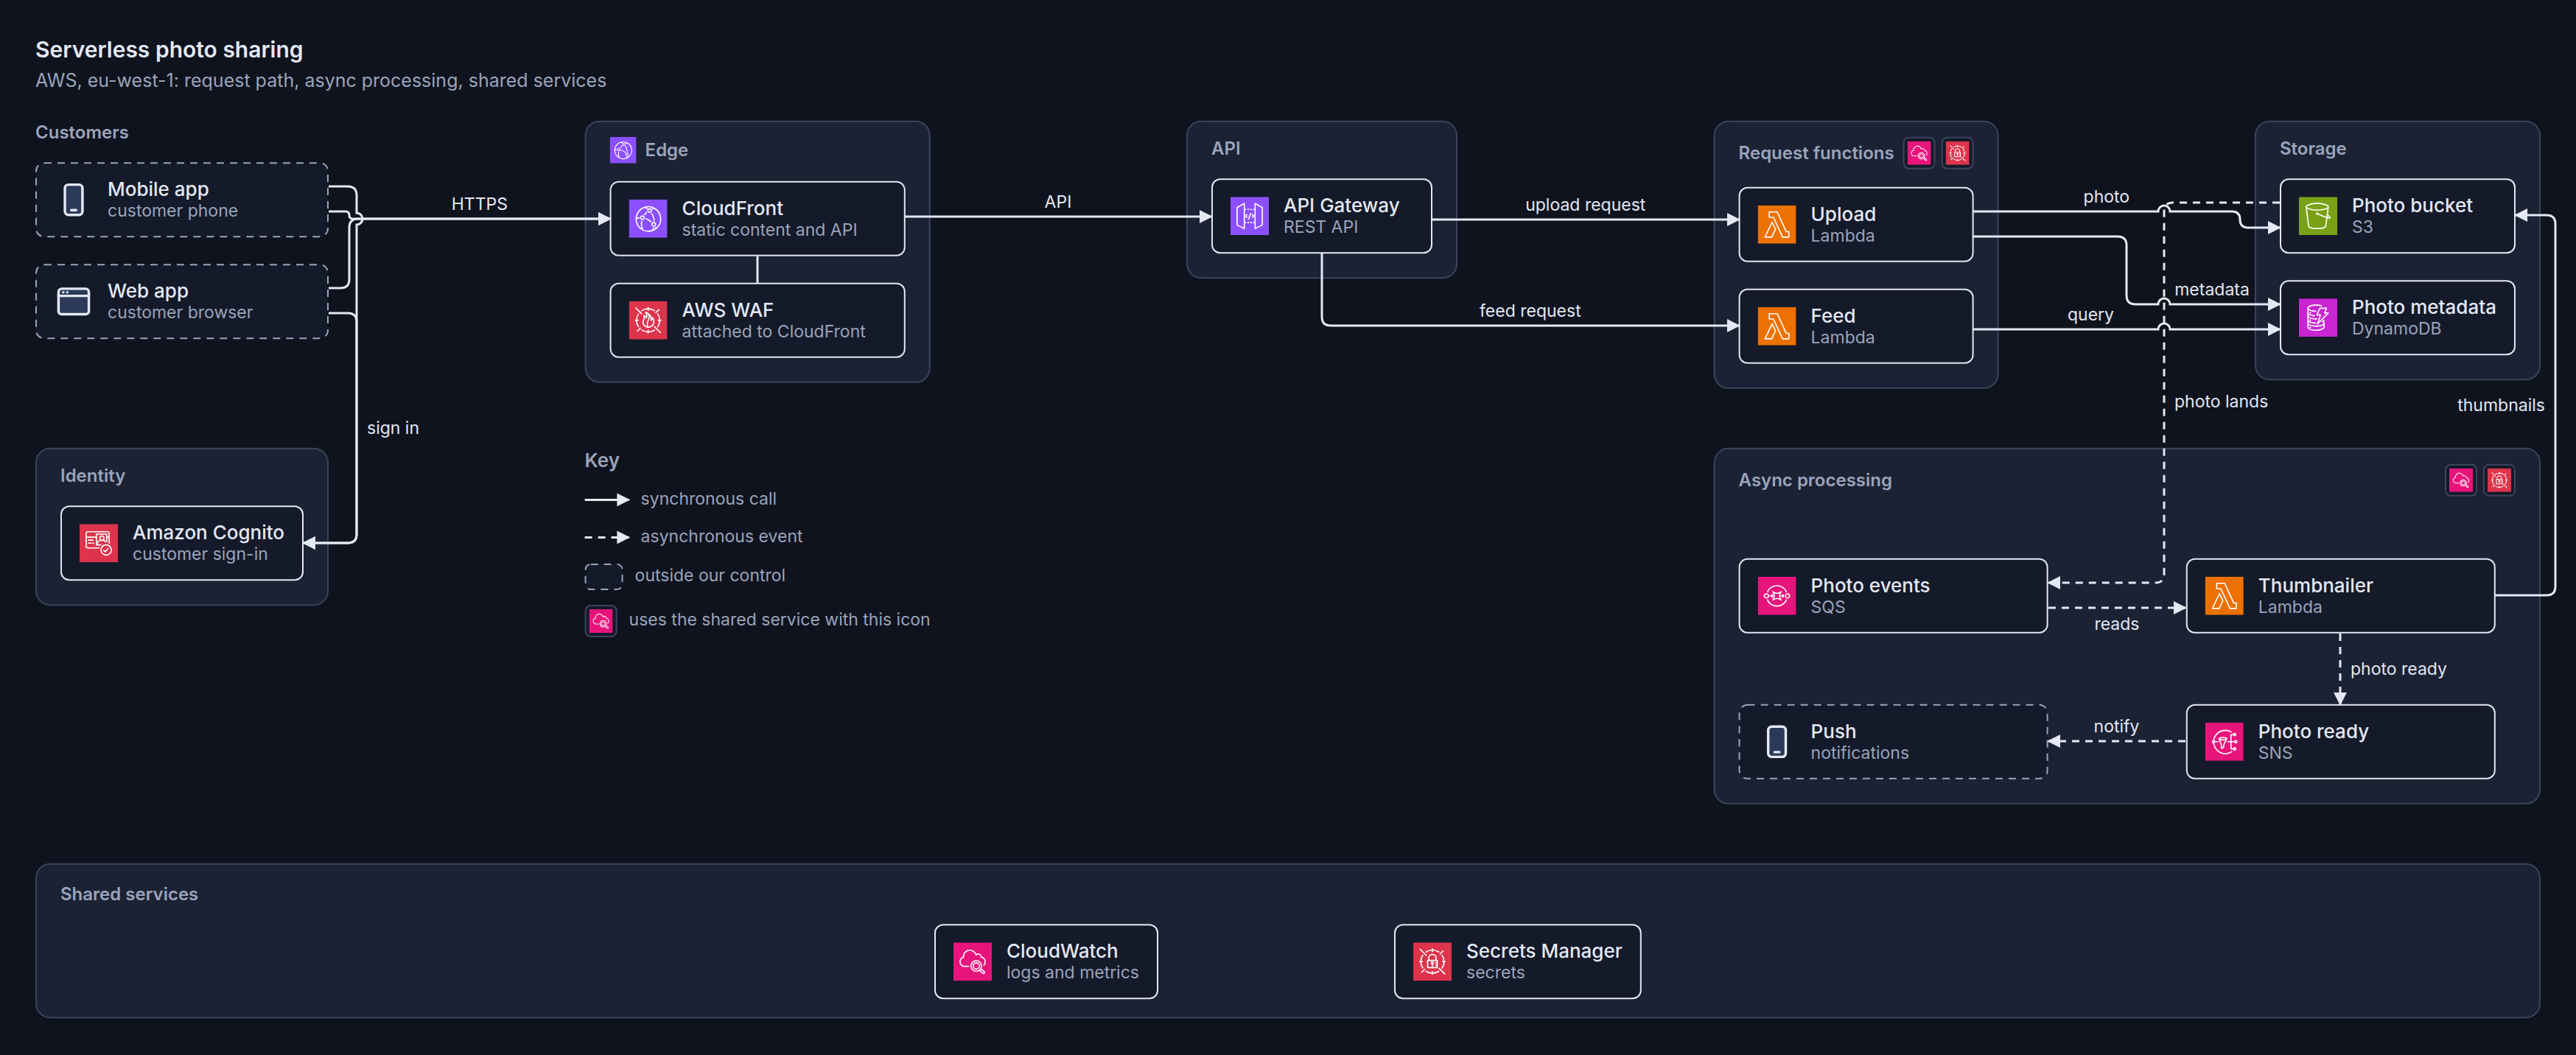 Serverless photo sharing
AWS, eu-west-1: request path, async processing, shared services
Customers
Mobile app
customer phone
Web app
customer browser
HTTPS
sign in
Identity
Amazon Cognito
customer sign-in
Edge
CloudFront
static content and API
AWS WAF
attached to CloudFront
API
API
API Gateway
REST API
upload request
feed request
Request functions
Upload
Lambda
Feed
Lambda
photo
metadata
query
Storage
Photo bucket
S3
Photo metadata
DynamoDB
photo lands
thumbnails
Key
synchronous call
asynchronous event
outside our control
uses the shared service with this icon
Async processing
Photo events
SQS
reads
Thumbnailer
Lambda
photo ready
Push
notifications
notify
Photo ready
SNS
Shared services
CloudWatch
logs and metrics
Secrets Manager
secrets